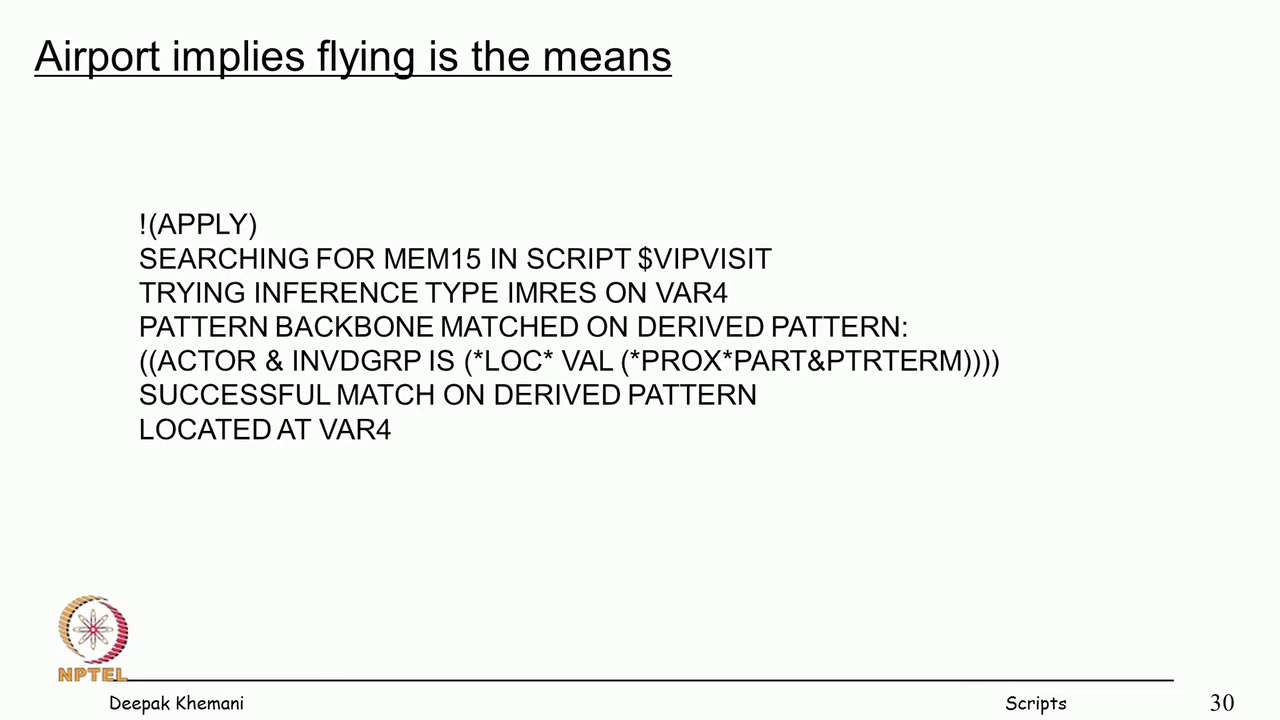 Airport implies flying is the means
!(APPLY)
SEARCHING FOR MEM15 IN SCRIPT $VIPVISIT
TRYING INFERENCE TYPE IMRES ON VAR4
PATTERN BACKBONE MATCHED ON DERIVED PATTERN:
((ACTOR & INVDGRP IS (*LOC* VAL (*PROX*PART&PTRTERM))))
SUCCESSFUL MATCH ON DERIVED PATTERN
LOCATED AT VAR4
NPTEL
Deepak Khemani
Scripts
30